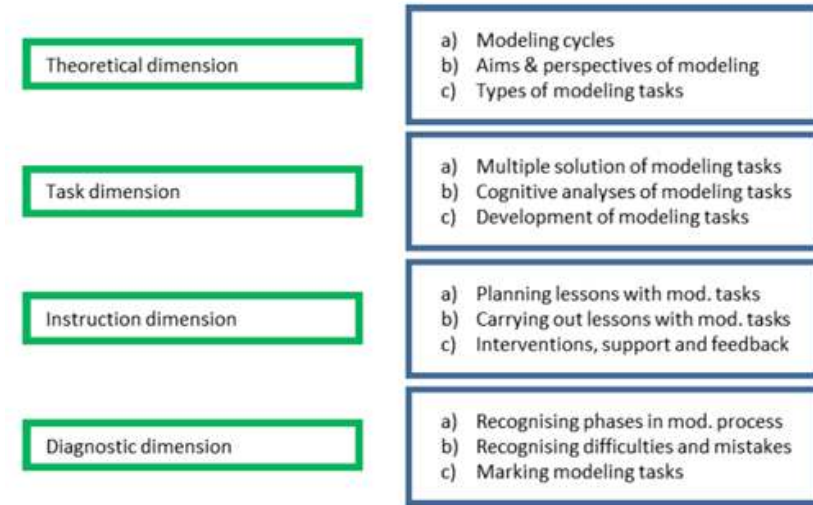 Theoretical dimension
a) Modeling cycles
b) Aims & perspectives of modeling
c) Types of modeling tasks
Task dimension
a) Multiple solution of modeling tasks
b) Cognitive analyses of modeling tasks
c) Development of modeling tasks
Instruction dimension
a) Planning lessons with mod. tasks
b) Carrying out lessons with mod. tasks
c) Interventions, support and feedback
Diagnostic dimension
a) Recognising phases in mod. process
b) Recognising difficulties and mistakes
c) Marking modeling tasks